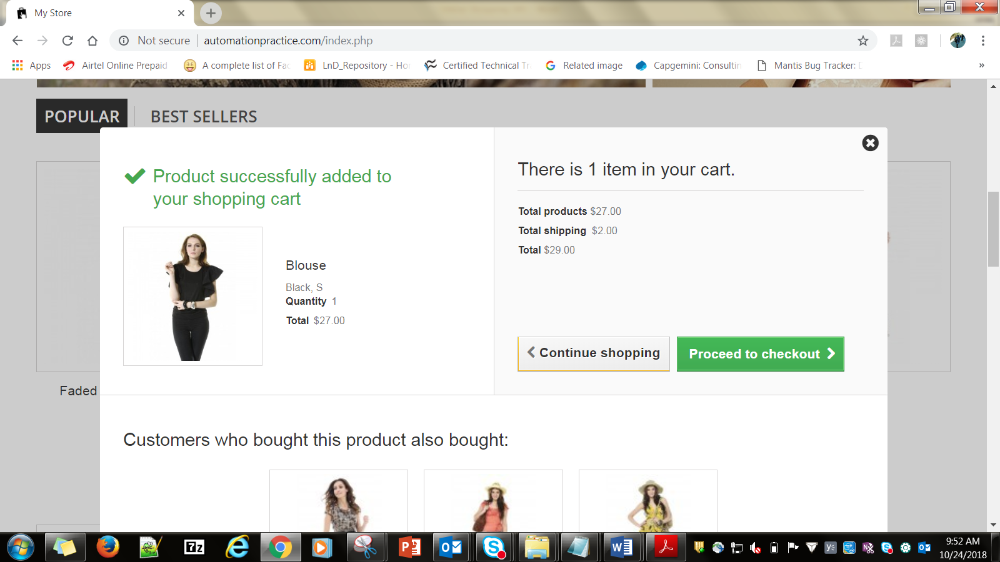 My Store
Not secure
automationpractice.com/index.php
Apps
Airtel Online Prepaid
A complete list of Fac
LnD_Repository - Hor
Certified Technical Tr
Related image
Capgemini: Consultin
Mantis Bug Tracker: D
»
POPULAR
BEST SELLERS
Product successfully added to
your shopping cart
Blouse
Black, S
Quantity 1
Total $27.00
There is 1 item in your cart.
Total products $27.00
Total shipping $2.00
Total $29.00
Continue shopping
Proceed to checkout
Faded
Customers who bought this product also bought:
7z
9:52 AM
10/24/2018